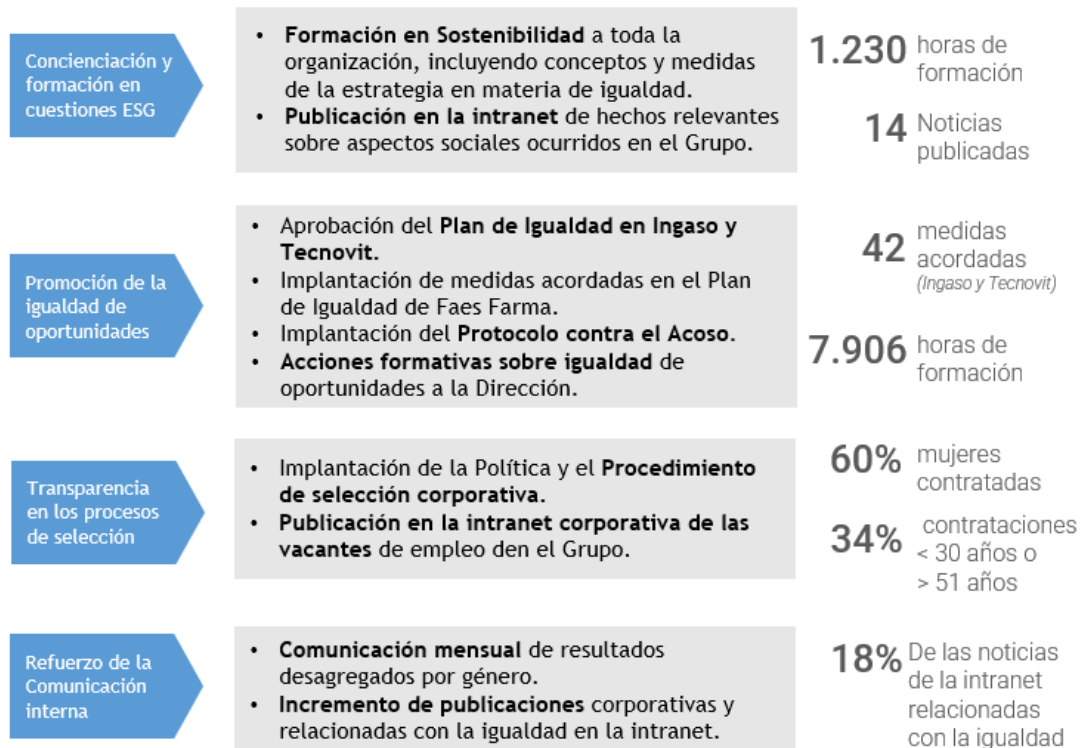 Concienciación y
formación en
cuestiones ESG
• Formación en Sostenibilidad a toda la
organización, incluyendo conceptos y medidas
de la estrategia en materia de igualdad.
• Publicación en la intranet de hechos relevantes
sobre aspectos sociales ocurridos en el Grupo.
1.230 horas de
formación
14 Noticias
publicadas
Promoción de la
igualdad de
oportunidades
• Aprobación del Plan de Igualdad en Ingaso y
Tecnovit.
• Implantación de medidas acordadas en el Plan
de Igualdad de Faes Farma.
• Implantación del Protocolo contra el Acoso.
• Acciones formativas sobre igualdad de
oportunidades a la Dirección.
42 medidas
acordadas
(Ingaso y Tecnovit)
7.906 horas de
formación
Transparencia
en los procesos
de selección
• Implantación de la Política y el Procedimiento
de selección corporativa.
• Publicación en la intranet corporativa de las
vacantes de empleo den el Grupo.
60% mujeres
contratadas
34% contrataciones
< 30 años o
> 51 años
Refuerzo de la
Comunicación
interna
• Comunicación mensual de resultados
desagregados por género.
• Incremento de publicaciones corporativas y
relacionadas con la igualdad en la intranet.
18% De las noticias
de la intranet
relacionadas
con la igualdad